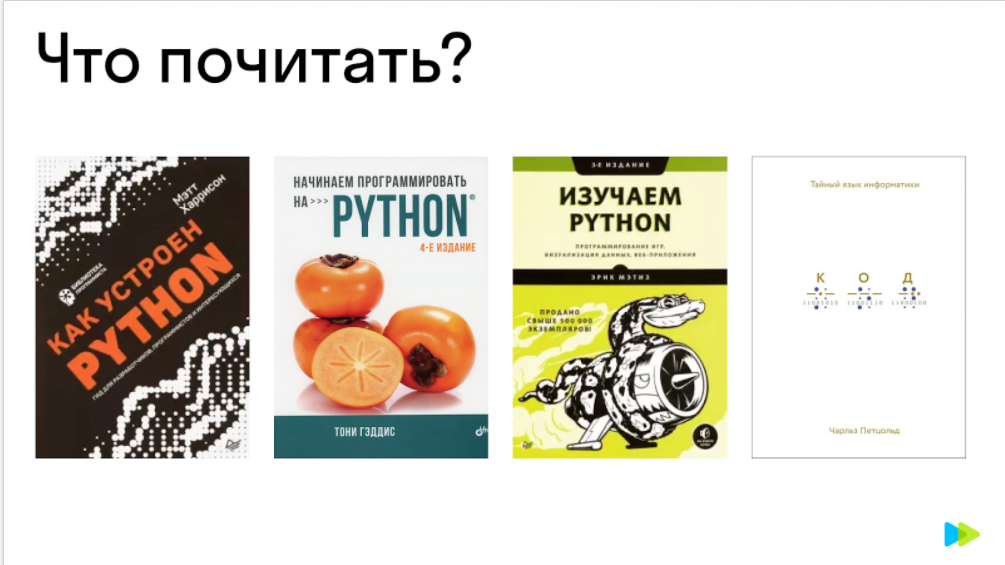 Что почитать?
Мэтт
Харрисон
БИБЛИОТЕКА
ПРОГРАММИСТА
КАК УСТРОЕН
PYTHON
ГИД ДЛЯ РАЗРАБОТЧИКОВ, ПРОГРАММИСТОВ И ИНТЕРЕСУЮЩИХСЯ
НАЧИНАЕМ ПРОГРАММИРОВАТЬ
НА >>> PYTHON®
4-Е ИЗДАНИЕ
ТОНИ ГЭДДИС
3-Е ИЗДАНИЕ
ИЗУЧАЕМ
PYTHON
ПРОГРАММИРОВАНИЕ ИГР,
ВИЗУАЛИЗАЦИЯ ДАННЫХ, ВЕБ-ПРИЛОЖЕНИЯ
ЭРИК МЭТИЗ
ПРОДАНО
СВЫШЕ 500 000
ЭКЗЕМПЛЯРОВ!
Тайный язык информатики
К О Д
11001010 11001110 11000100
Чарльз Петцольд